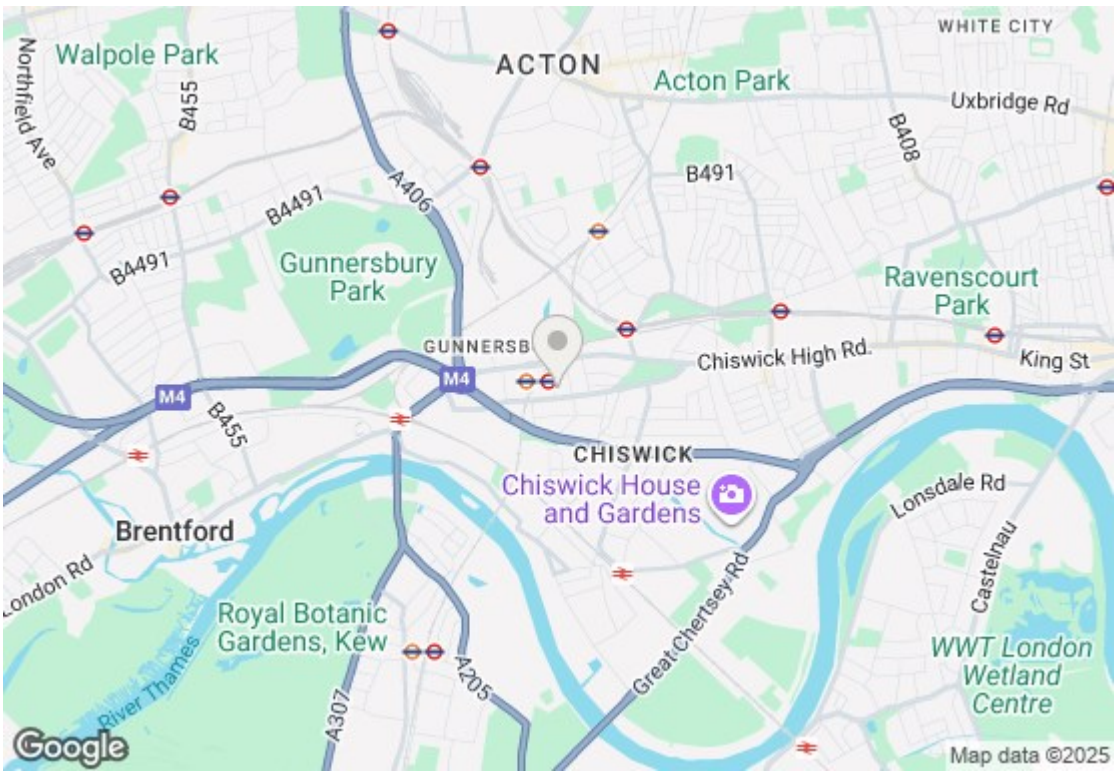 WHITE CITY
Walpole Park
ACTON
Acton Park
Northfield Ave
B455
Uxbridge Rd
B408
B491
A406
B4491
B4491
Gunnersbury
Park
Ravenscourt
Park
GUNNERSB
Chiswick High Rd.
King St
M4
M4
B455
CHISWICK
Chiswick House
and Gardens
Lonsdale Rd
Brentford
London Rd
Castelnau
Royal Botanic
Gardens, Kew
Great Chertsey Rd
WWT London
Wetland
Centre
River Thames
A205
A307
Google
Map data ©2025